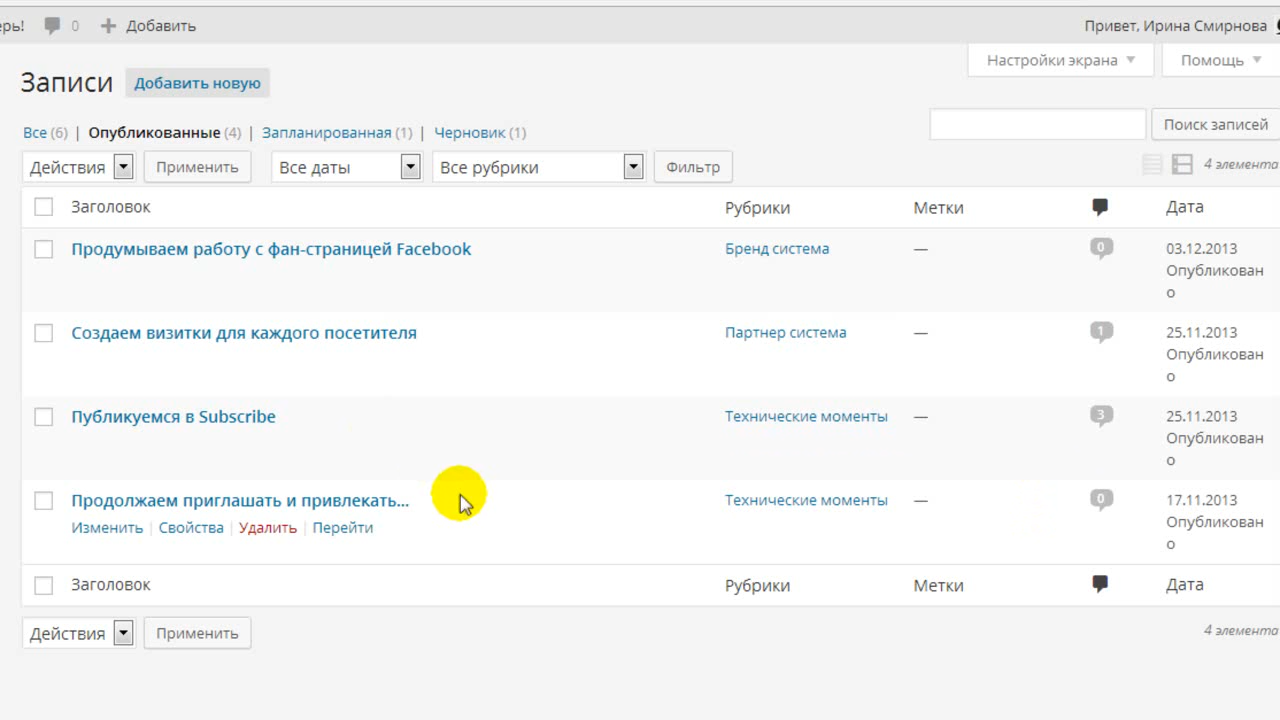 ерь! 0 Добавить Привет, Ирина Смирнова
Настройки экрана Помощь
Записи Добавить новую
Все (6) | Опубликованные (4) | Запланированная (1) | Черновик (1)
Поиск записей
Действия Применить Все даты Все рубрики Фильтр 4 элемента
Заголовок Рубрики Метки Дата
Продумываем работу с фан-страницей Facebook Бренд система — 0 03.12.2013
Опубликован
о
Создаем визитки для каждого посетителя Партнер система — 1 25.11.2013
Опубликован
о
Публикуемся в Subscribe Технические моменты — 3 25.11.2013
Опубликован
о
Продолжаем приглашать и привлекать... Технические моменты — 0 17.11.2013
Изменить | Свойства | Удалить | Перейти Опубликован
о
Заголовок Рубрики Метки Дата
Действия Применить 4 элемента